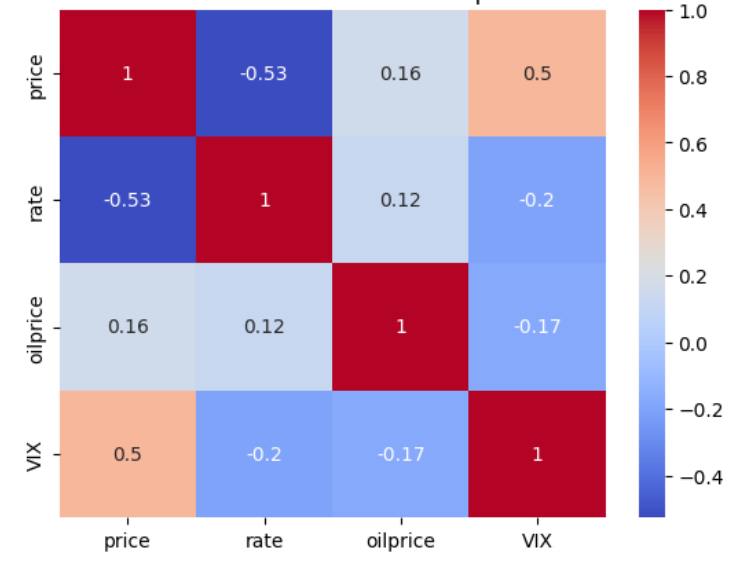 price 1 -0.53 0.16 0.5
rate -0.53 1 0.12 -0.2
oilprice 0.16 0.12 1 -0.17
VIX 0.5 -0.2 -0.17 1
price rate oilprice VIX
1.0
0.8
0.6
0.4
0.2
0.0
−0.2
−0.4